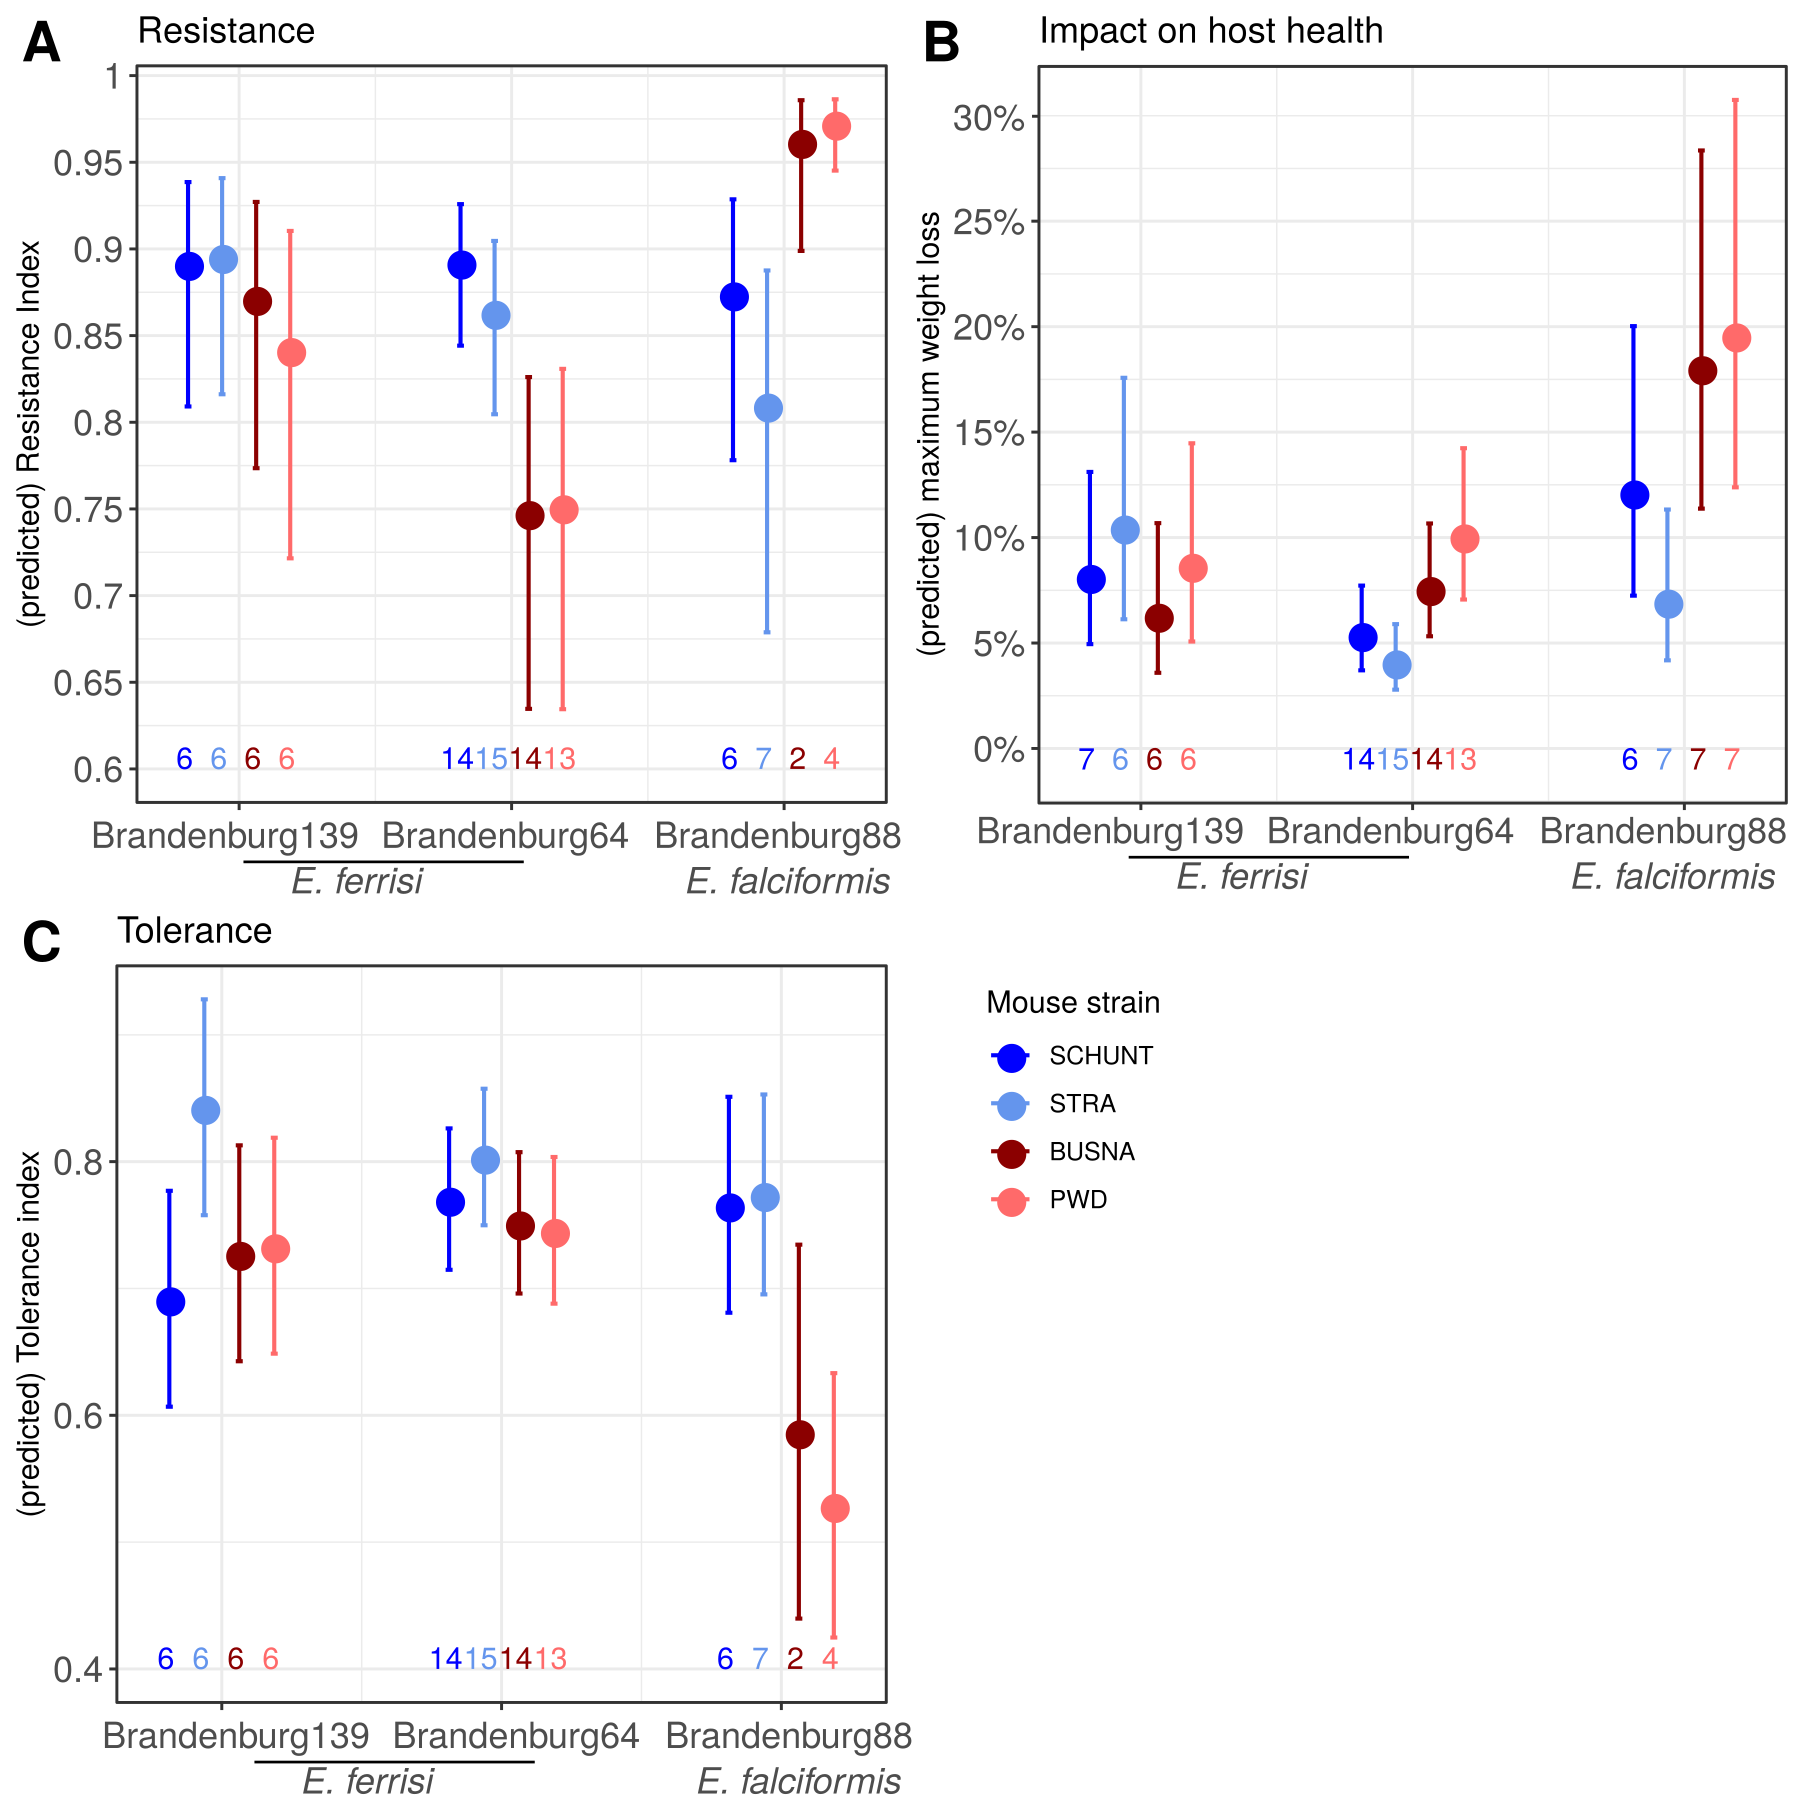 A
Resistance
(predicted) Resistance Index
1
0.95
0.9
0.85
0.8
0.75
0.7
0.65
0.6
6 6 6 6 14 15 14 13 6 7 2 4
Brandenburg139 Brandenburg64 Brandenburg88
E. ferrisi E. falciformis
B
Impact on host health
(predicted) maximum weight loss
30%
25%
20%
15%
10%
5%
0%
7 6 6 6 14 15 14 13 6 7 7 7
Brandenburg139 Brandenburg64 Brandenburg88
E. ferrisi E. falciformis
C
Tolerance
(predicted) Tolerance index
0.8
0.6
0.4
6 6 6 6 14 15 14 13 6 7 2 4
Brandenburg139 Brandenburg64 Brandenburg88
E. ferrisi E. falciformis
Mouse strain
SCHUNT
STRA
BUSNA
PWD